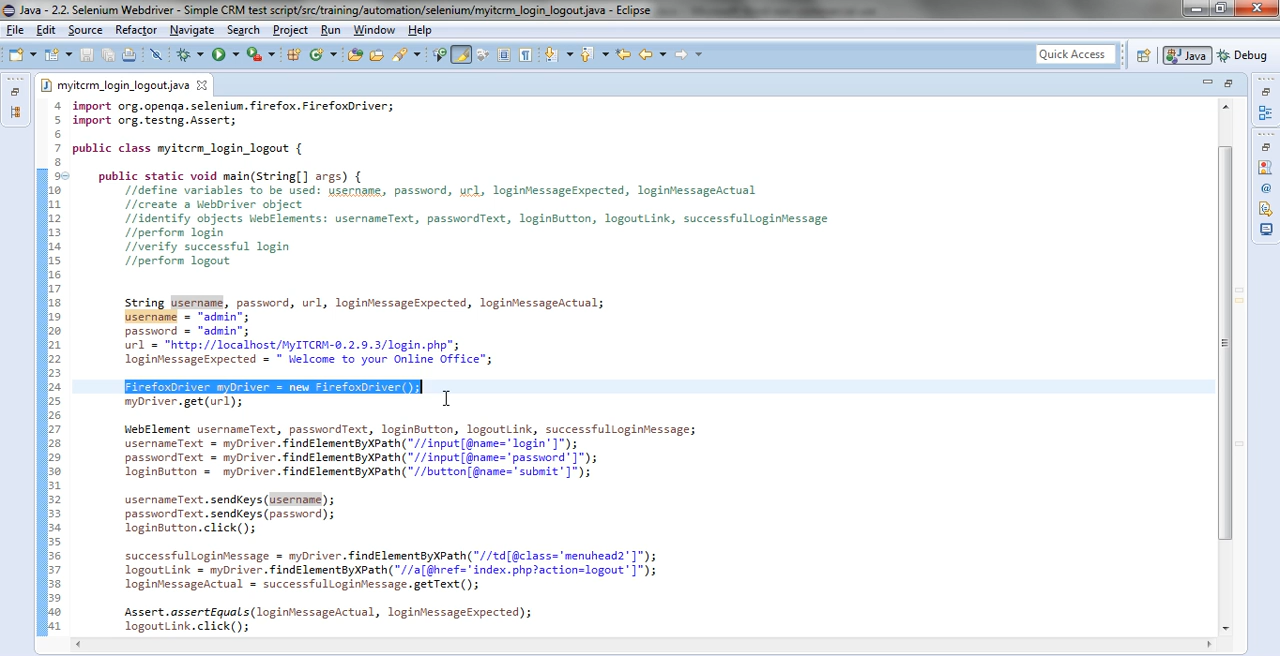 Java - 2.2. Selenium Webdriver - Simple CRM test script/src/training/automation/selenium/myitcrm_login_logout.java - Eclipse
File Edit Source Refactor Navigate Search Project Run Window Help
Quick Access Java Debug
myitcrm_login_logout.java
4 import org.openqa.selenium.firefox.FirefoxDriver;
5 import org.testng.Assert;
6
7 public class myitcrm_login_logout {
8
9 public static void main(String[] args) {
10 //define variables to be used: username, password, url, loginMessageExpected, loginMessageActual
11 //create a WebDriver object
12 //identify objects WebElements: usernameText, passwordText, loginButton, logoutLink, successfulLoginMessage
13 //perform login
14 //verify successful login
15 //perform logout
16
17
18 String username, password, url, loginMessageExpected, loginMessageActual;
19 username = "admin";
20 password = "admin";
21 url = "http://localhost/MyITCRM-0.2.9.3/login.php";
22 loginMessageExpected = " Welcome to your Online Office";
23
24 FirefoxDriver myDriver = new FirefoxDriver();
25 myDriver.get(url);
26
27 WebElement usernameText, passwordText, loginButton, logoutLink, successfulLoginMessage;
28 usernameText = myDriver.findElementByXPath("//input[@name='login']");
29 passwordText = myDriver.findElementByXPath("//input[@name='password']");
30 loginButton =  myDriver.findElementByXPath("//button[@name='submit']");
31
32 usernameText.sendKeys(username);
33 passwordText.sendKeys(password);
34 loginButton.click();
35
36 successfulLoginMessage = myDriver.findElementByXPath("//td[@class='menuhead2']");
37 logoutLink = myDriver.findElementByXPath("//a[@href='index.php?action=logout']");
38 loginMessageActual = successfulLoginMessage.getText();
39
40 Assert.assertEquals(loginMessageActual, loginMessageExpected);
41 logoutLink.click();